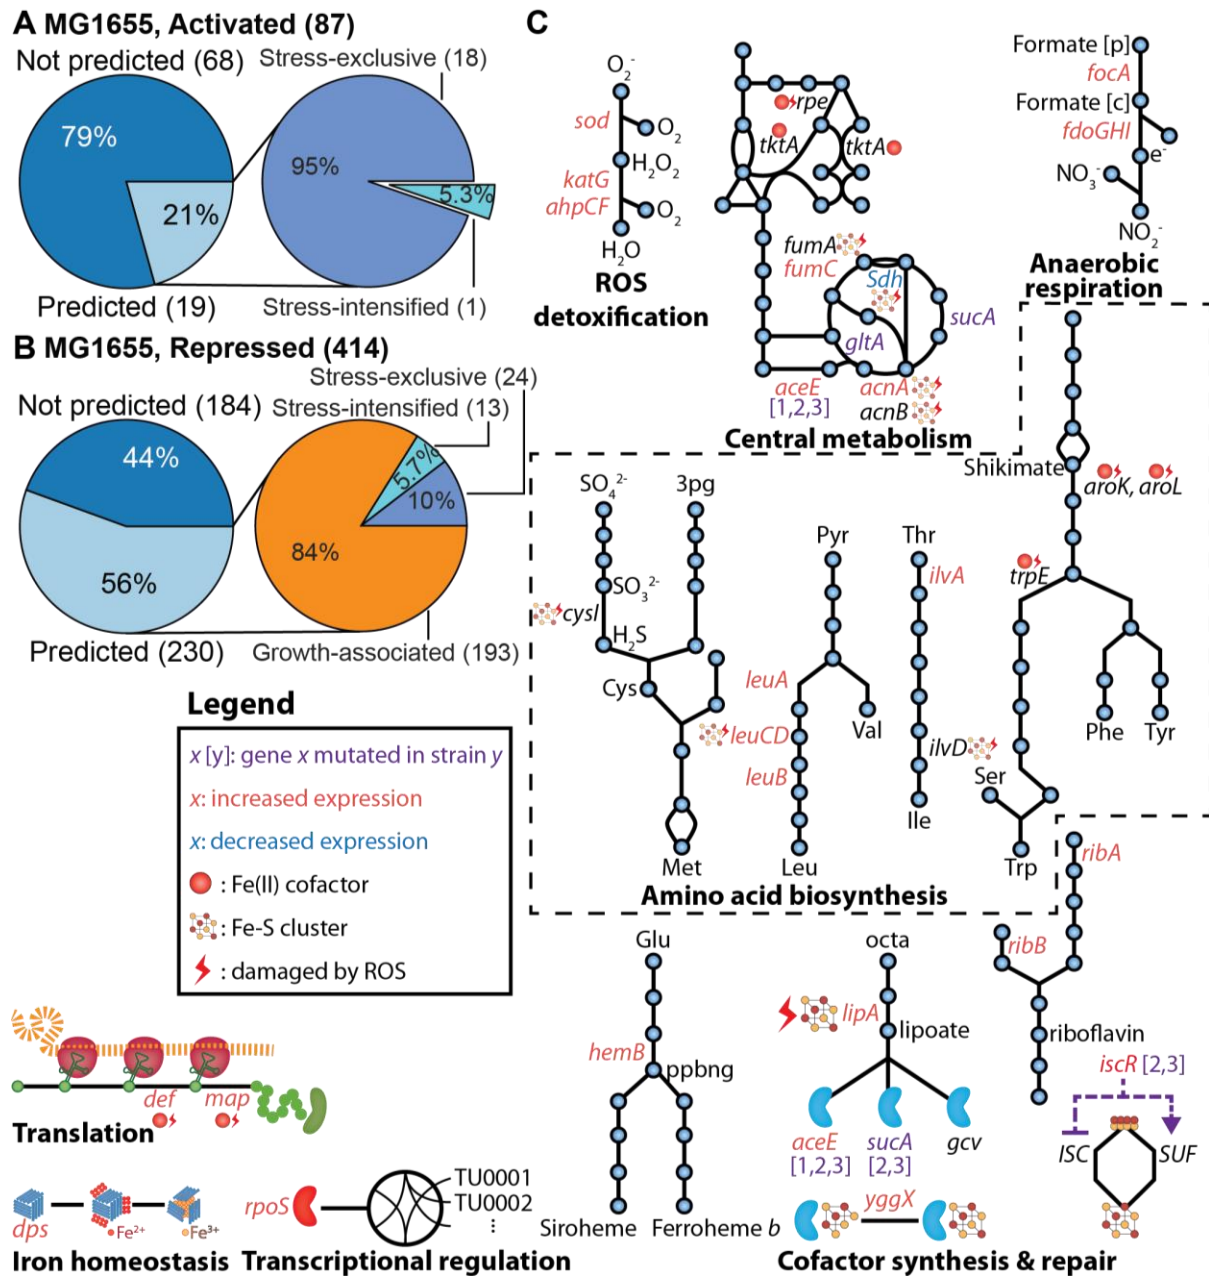 A MG1655, Activated (87)
Not predicted (68)
Stress-exclusive (18)
79%
21%
95%
5.3%
Predicted (19)
Stress-intensified (1)
B MG1655, Repressed (414)
Stress-exclusive (24)
Not predicted (184)
Stress-intensified (13)
44%
56%
5.7%
10%
84%
Predicted (230)
Growth-associated (193)
Legend
x [y]: gene x mutated in strain y
x: increased expression
x: decreased expression
: Fe(II) cofactor
: Fe-S cluster
: damaged by ROS
C
O₂⁻
sod
O₂
H₂O₂
katG
ahpCF
O₂
H₂O
ROS
detoxification
rpe
tktA
tktA
fumA
fumC
Sdh
sucA
gltA
aceE
[1,2,3]
acnA
acnB
Central metabolism
Formate [p]
focA
Formate [c]
fdoGHI
e⁻
NO₃⁻
NO₂⁻
Anaerobic
respiration
SO₄²⁻
3pg
SO₃²⁻
cysI
H₂S
Cys
Met
Pyr
leuA
Val
leuCD
leuB
Leu
Thr
ilvA
ilvD
Ile
Shikimate
aroK, aroL
trpE
Phe
Tyr
Ser
Trp
Amino acid biosynthesis
Glu
hemB
ppbng
Siroheme
Ferroheme b
octa
lipA
lipoate
aceE
[1,2,3]
sucA
[2,3]
gcv
yggX
ribA
ribB
riboflavin
iscR [2,3]
ISC
SUF
Cofactor synthesis & repair
def
map
Translation
dps
Fe²⁺
Fe³⁺
Iron homestasis
rpoS
TU0001
TU0002
⋮
Transcriptional regulation